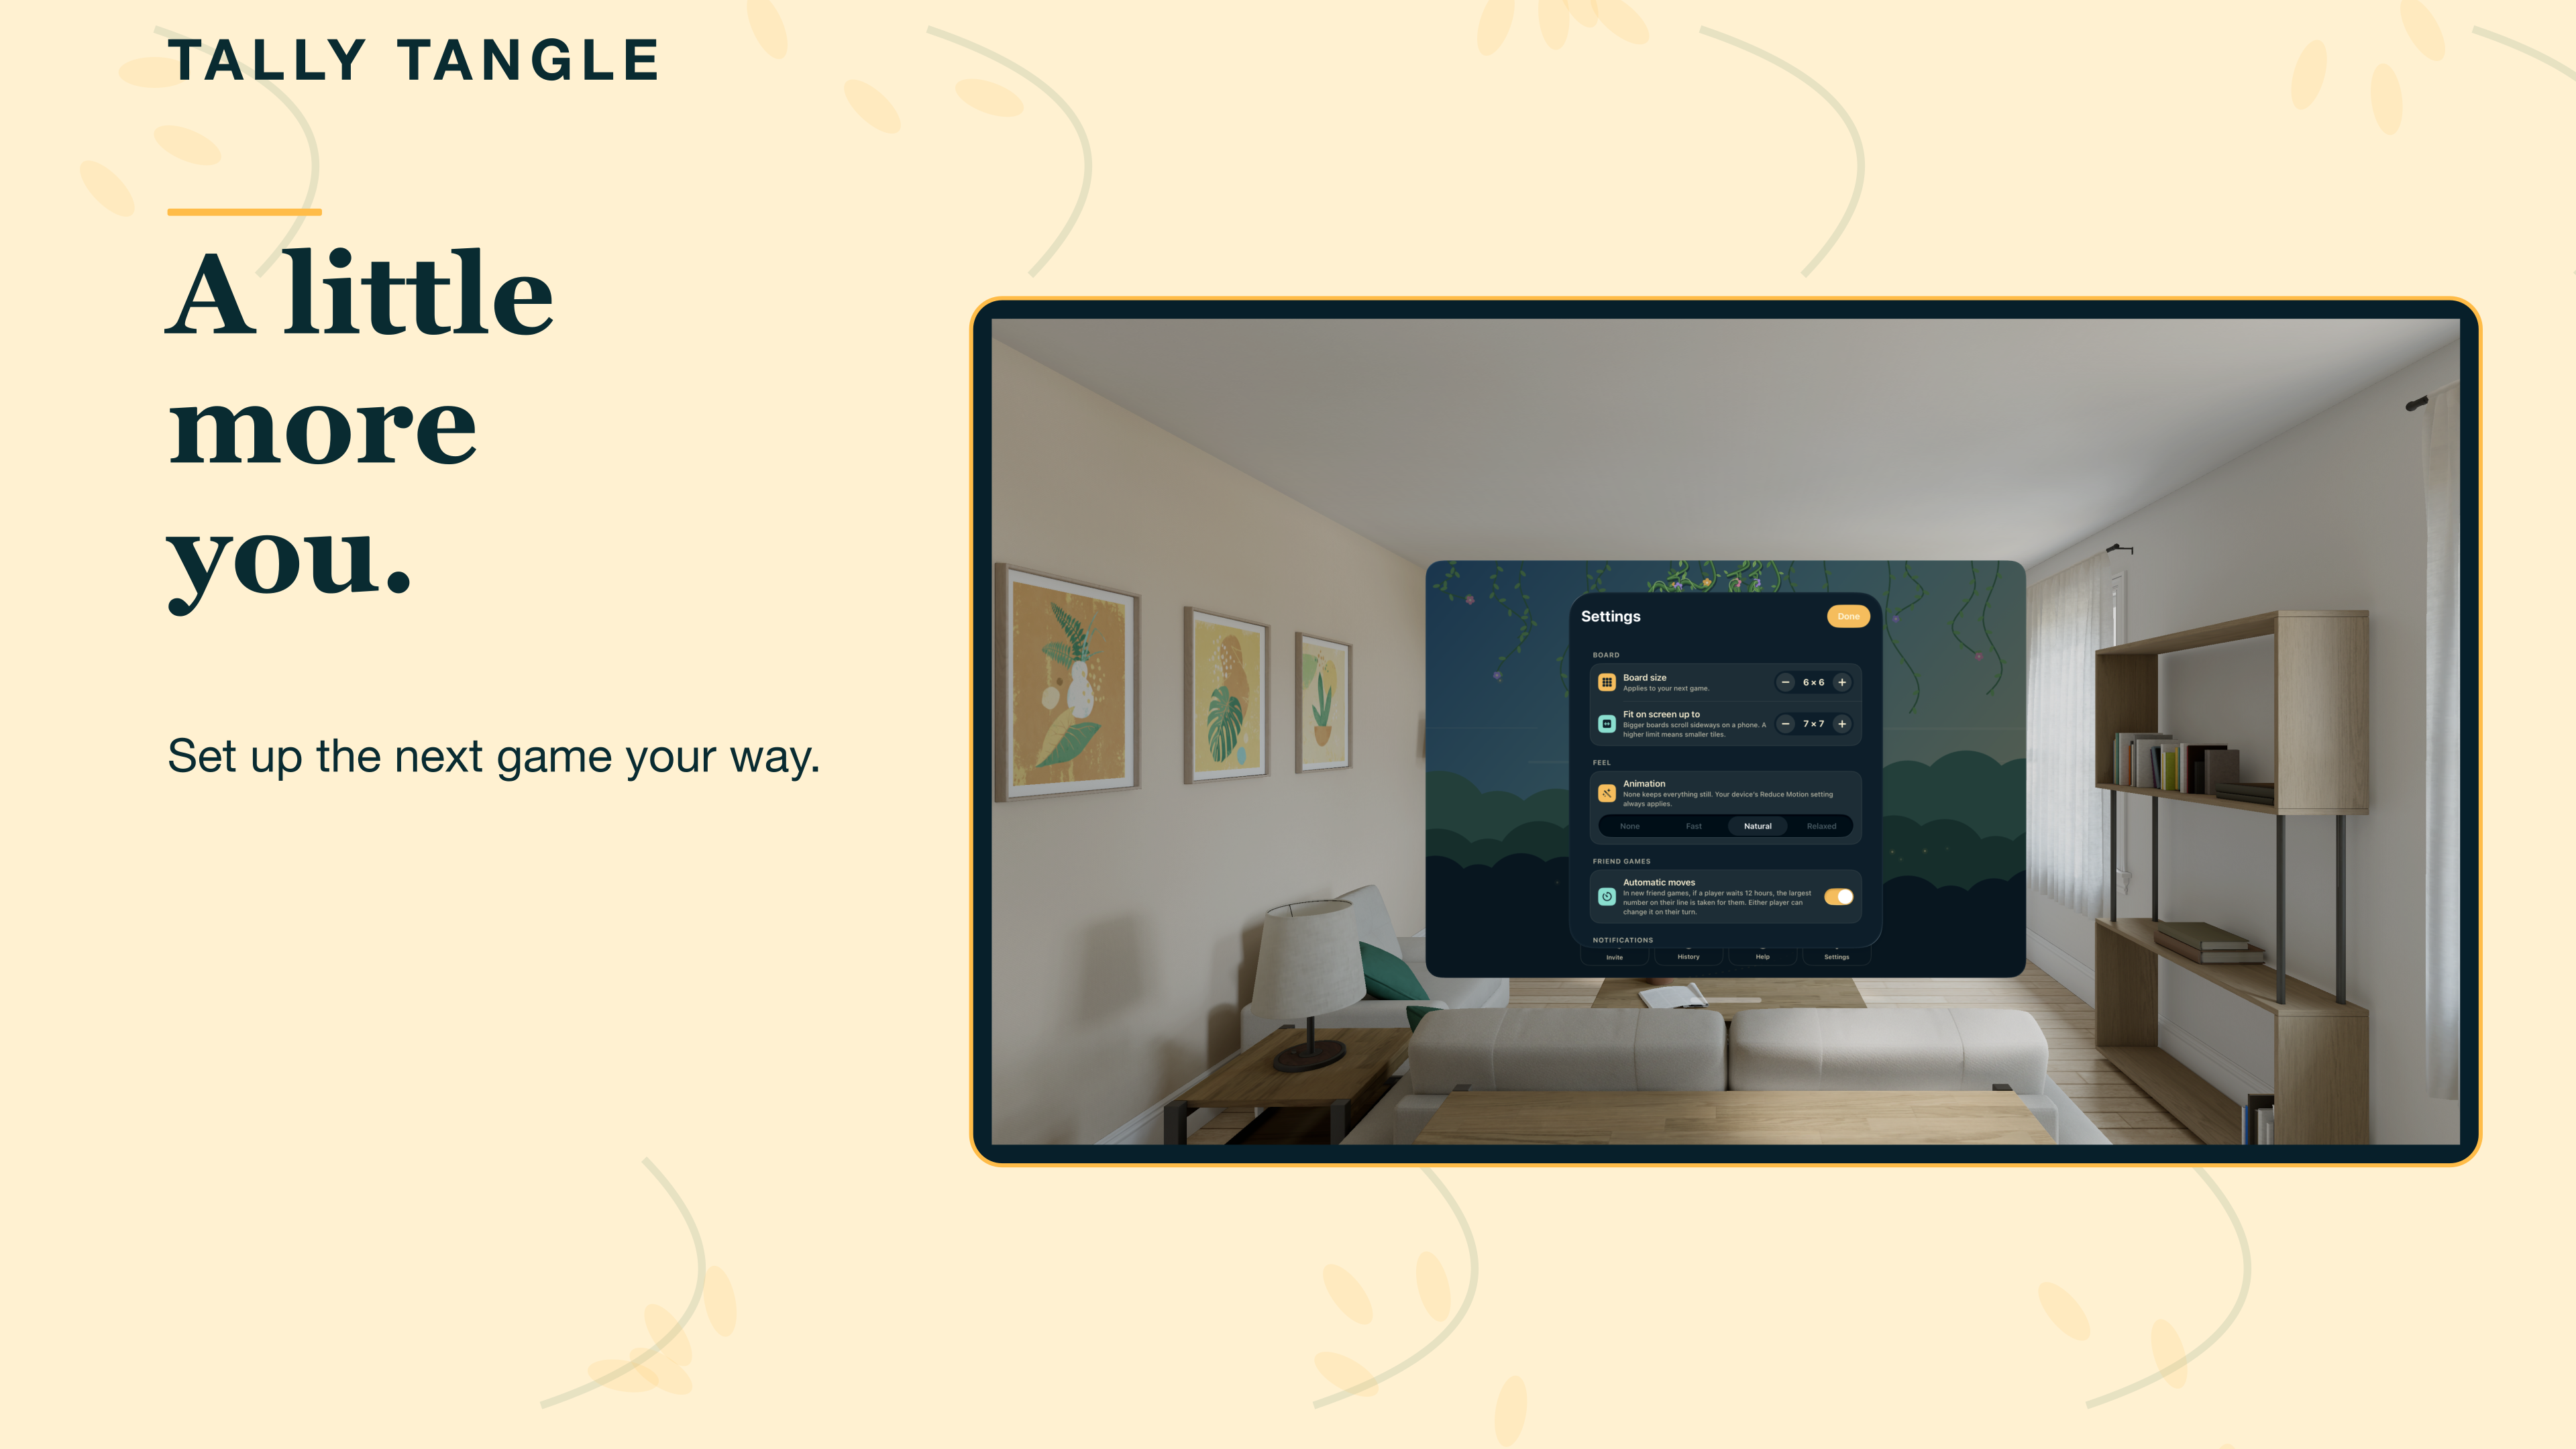 TALLY TANGLE
A little
more
you.
Set up the next game your way.
Settings
Done
BOARD
Board size
Applies to your next game.
6 × 6
Fit on screen up to
Bigger boards scroll sideways on a phone. A
higher limit means smaller tiles.
7 × 7
FEEL
Animation
None keeps everything still. Your device's Reduce Motion setting
always applies.
None Fast Natural Relaxed
FRIEND GAMES
Automatic moves
In new friend games, if a player waits 12 hours, the largest
number on their line is taken for them. Either player can
change it on their turn.
NOTIFICATIONS
Invite History Help Settings